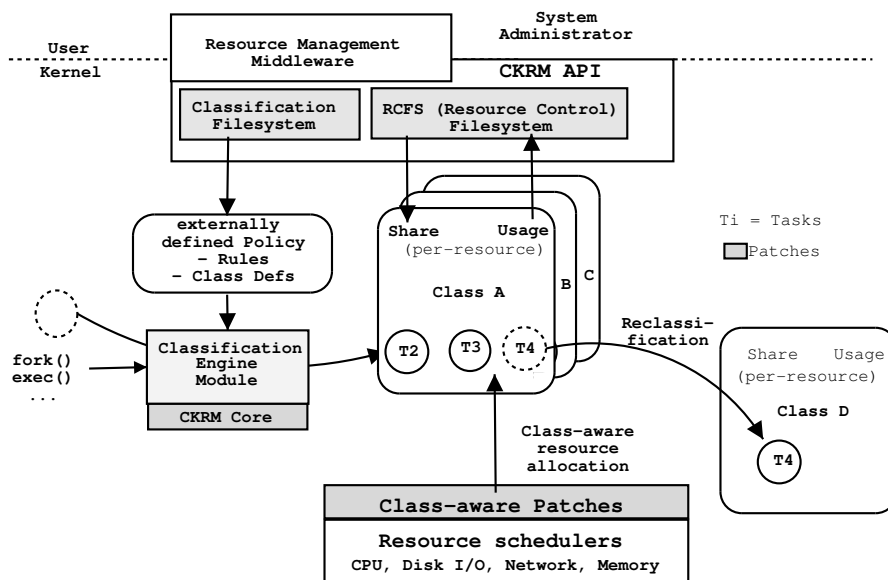 System
Administrator
User
Kernel
Resource Management
Middleware
CKRM API
Classification
Filesystem
RCFS (Resource Control)
Filesystem
externally
defined Policy
– Rules
– Class Defs
Share
Usage
(per–resource)
Class A
B
C
Ti = Tasks
Patches
T2
T3
T4
fork()
exec()
...
Classification
Engine
Module
CKRM Core
Reclassi–
fication
Share Usage
(per–resource)
Class D
T4
Class–aware
resource
allocation
Class–aware Patches
Resource schedulers
CPU, Disk I/O, Network, Memory